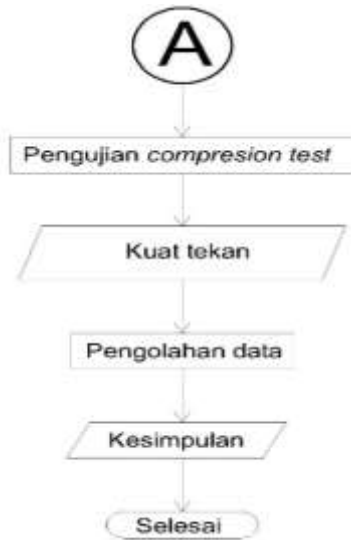 A
Pengujian compresion test
Kuat tekan
Pengolahan data
Kesimpulan
Selesai